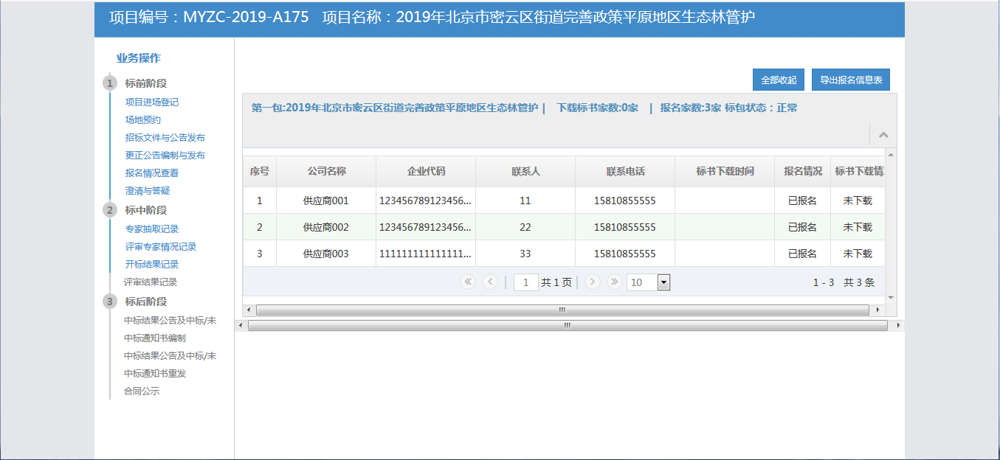 项目编号：MYZC-2019-A175 项目名称：2019年北京市密云区街道完善政策平原地区生态林管护
业务操作
1 标前阶段
项目进场登记
场地预约
招标文件与公告发布
更正公告编制与发布
报名情况查看
澄清与答疑
2 标中阶段
专家抽取记录
评审专家情况记录
开标结果记录
评审结果记录
3 标后阶段
中标结果公告及中标/未
中标通知书编制
中标结果公告及中标/未
中标通知书重发
合同公示
全部收起 导出报名信息表
第一包:2019年北京市密云区街道完善政策平原地区生态林管护 | 下载标书家数:0家 | 报名家数:3家 标包状态：正常
序号 公司名称 企业代码 联系人 联系电话 标书下载时间 报名情况 标书下载情
1 供应商001 123456789123456... 11 15810855555 已报名 未下载
2 供应商002 123456789123456... 22 15810855555 已报名 未下载
3 供应商003 111111111111111... 33 15810855555 已报名 未下载
1 共 1 页 10 1 - 3 共 3 条